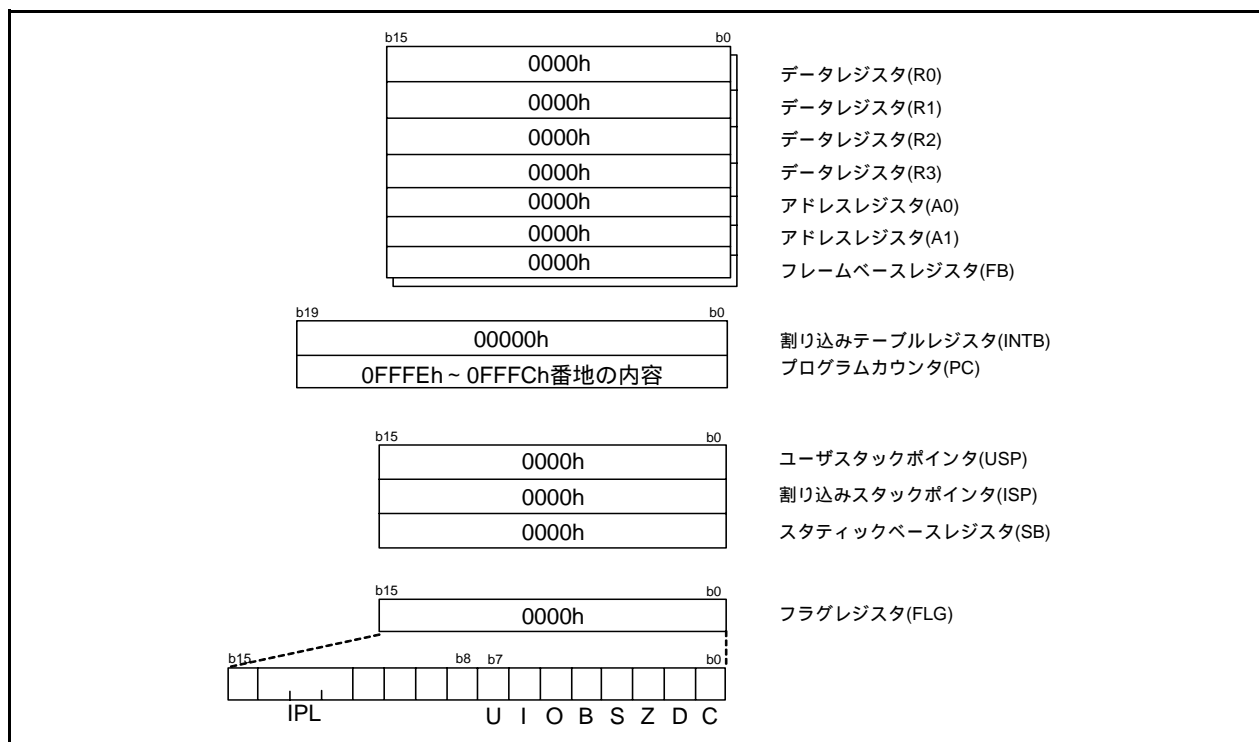 b15 b0
0000h データレジスタ(R0)
0000h データレジスタ(R1)
0000h データレジスタ(R2)
0000h データレジスタ(R3)
0000h アドレスレジスタ(A0)
0000h アドレスレジスタ(A1)
0000h フレームベースレジスタ(FB)
b19 b0
00000h 割り込みテーブルレジスタ(INTB)
0FFFEh ~ 0FFFCh番地の内容 プログラムカウンタ(PC)
b15 b0
0000h ユーザスタックポインタ(USP)
0000h 割り込みスタックポインタ(ISP)
0000h スタティックベースレジスタ(SB)
b15 b0
0000h フラグレジスタ(FLG)
b15 b8 b7 b0
IPL U I O B S Z D C